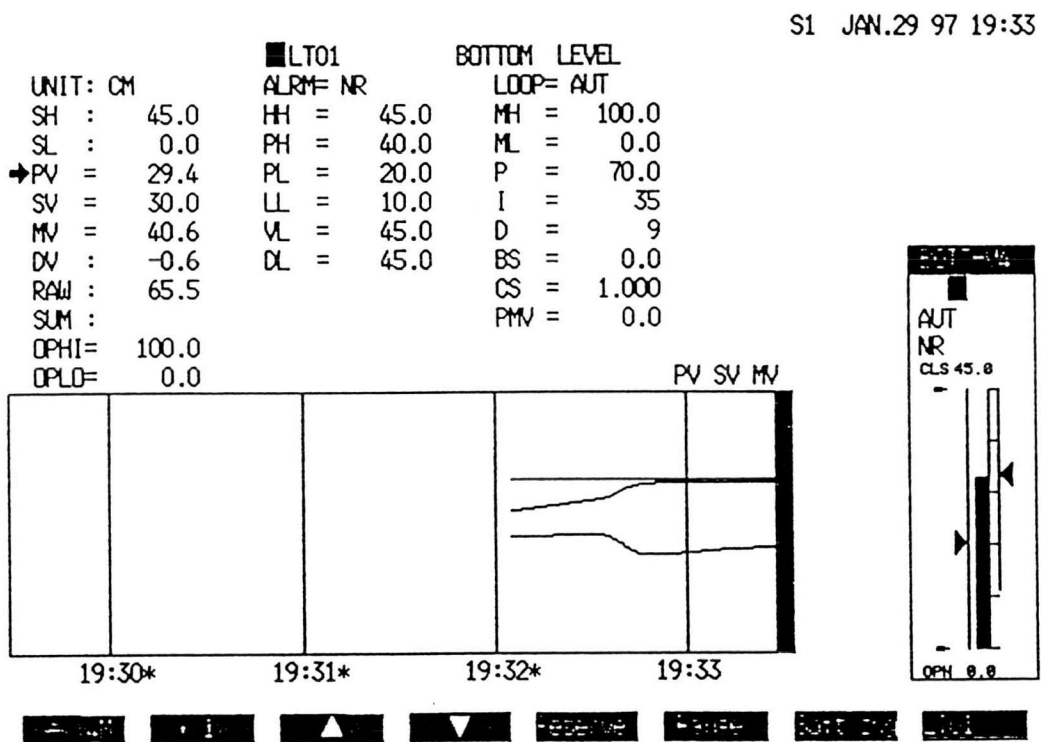 S1 JAN.29 97 19:33
■LT01 BOTTOM LEVEL
UNIT: CM ALRM= NR LOOP= AUT
SH : 45.0 HH = 45.0 MH = 100.0
SL : 0.0 PH = 40.0 ML = 0.0
➔PV = 29.4 PL = 20.0 P = 70.0
SV = 30.0 LL = 10.0 I = 35
MV = 40.6 VL = 45.0 D = 9
DV : -0.6 DL = 45.0 BS = 0.0
RAW : 65.5 CS = 1.000
SUM : PMV = 0.0
OPHI= 100.0
OPLO= 0.0
PV SV MV
19:30* 19:31* 19:32* 19:33
AUT
NR
CLS 45.0
OPN 0.0